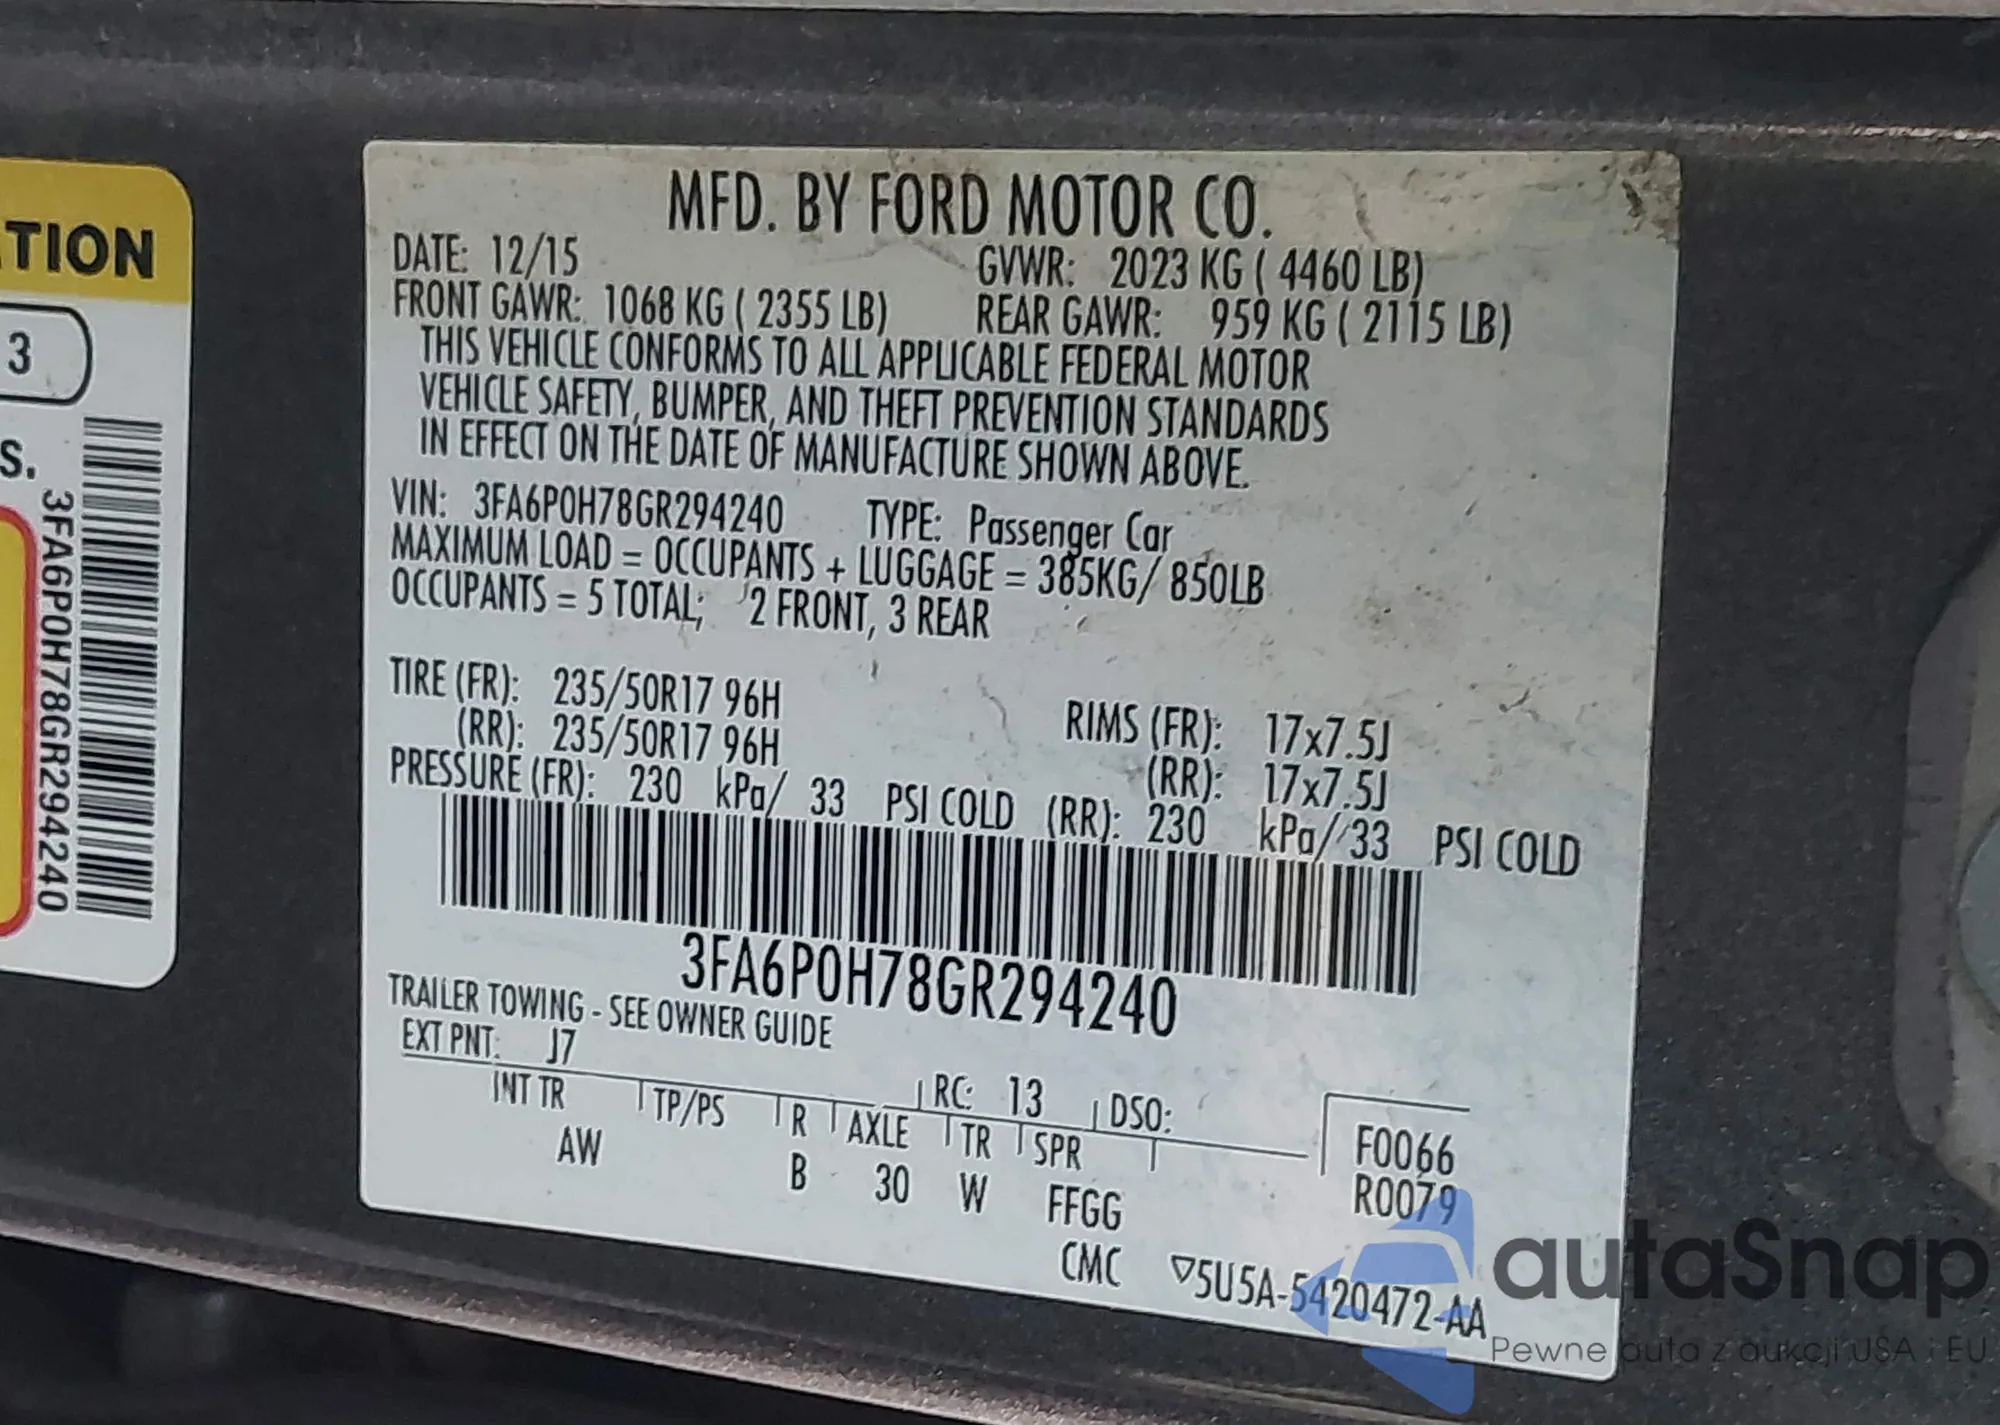 TION
3
S.
3FA6P0H78GR294240
MFD. BY FORD MOTOR CO.
DATE: 12/15 GVWR: 2023 KG ( 4460 LB)
FRONT GAWR: 1068 KG ( 2355 LB) REAR GAWR: 959 KG ( 2115 LB)
THIS VEHICLE CONFORMS TO ALL APPLICABLE FEDERAL MOTOR
VEHICLE SAFETY, BUMPER, AND THEFT PREVENTION STANDARDS
IN EFFECT ON THE DATE OF MANUFACTURE SHOWN ABOVE.
VIN: 3FA6P0H78GR294240 TYPE: Passenger Car
MAXIMUM LOAD = OCCUPANTS + LUGGAGE = 385KG/ 850LB
OCCUPANTS = 5 TOTAL; 2 FRONT, 3 REAR
TIRE (FR): 235/50R17 96H RIMS (FR): 17x7.5J
(RR): 235/50R17 96H (RR): 17x7.5J
PRESSURE (FR): 230 kPa/ 33 PSI COLD (RR): 230 kPa/ 33 PSI COLD
3FA6P0H78GR294240
TRAILER TOWING - SEE OWNER GUIDE
EXT PNT: J7 RC: 13 DSO:
INT TR TP/PS R AXLE TR SPR F0066
AW B 30 W FFGG R0079
CMC ▽5U5A-5420472-AA
autaSnap
Pewne auta z aukcji USA i EU